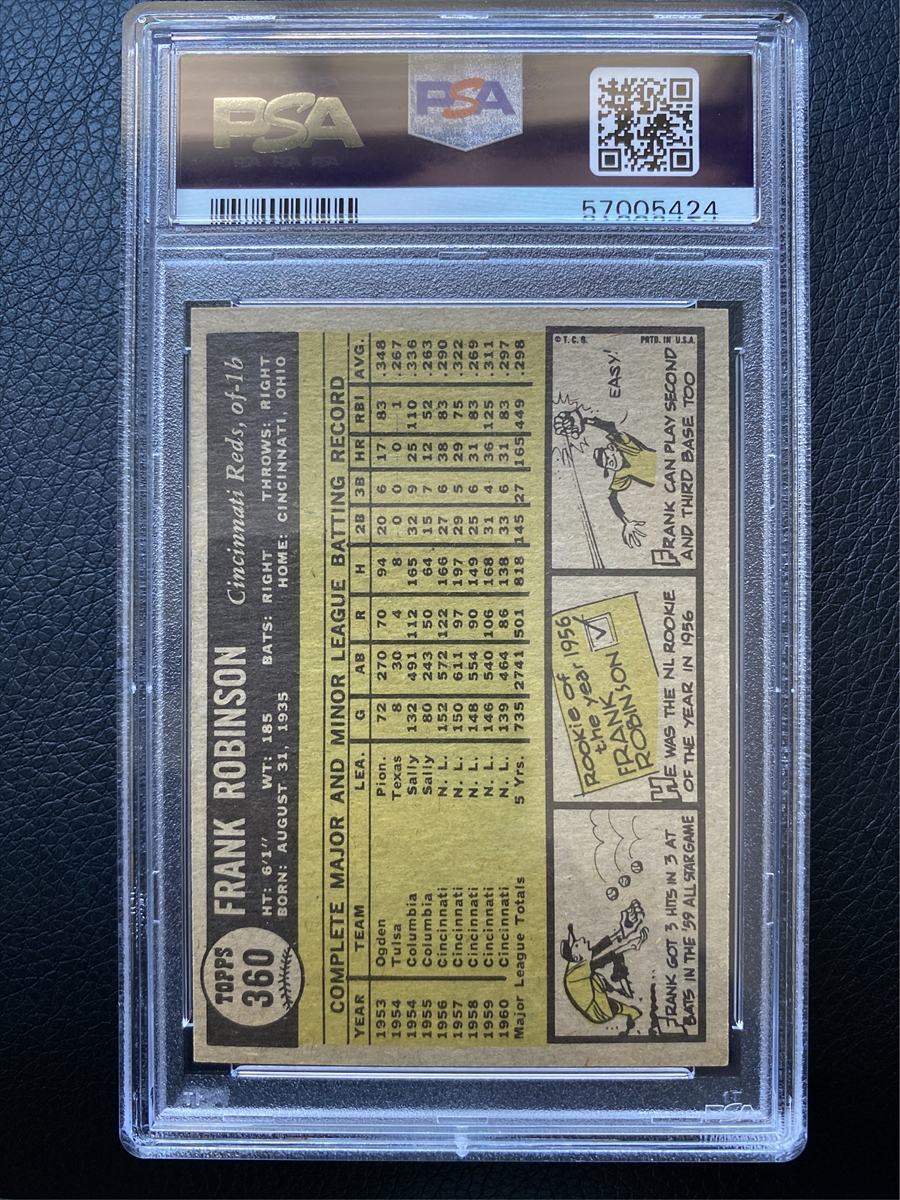 PSA
PSA
PSA PSA PSA
57005424
TOPPS
360
FRANK ROBINSON Cincinnati Reds, of-1b
HT: 6'1" WT: 185 BATS: RIGHT THROWS: RIGHT
BORN: AUGUST 31, 1935 HOME: CINCINNATI, OHIO
COMPLETE MAJOR AND MINOR LEAGUE BATTING RECORD
YEAR TEAM LEA. G AB R H 2B 3B HR RBI AVG.
1953 Ogden Pion. 72 270 70 94 20 6 17 83 .348
1954 Tulsa Texas 8 30 4 8 0 0 0 1 .267
1954 Columbia Sally 132 491 112 165 32 9 25 110 .336
1955 Columbia Sally 80 243 50 64 15 7 12 52 .263
1956 Cincinnati N. L. 152 572 122 166 27 6 38 83 .290
1957 Cincinnati N. L. 150 611 97 197 29 5 29 75 .322
1958 Cincinnati N. L. 148 554 90 149 25 6 31 83 .269
1959 Cincinnati N. L. 146 540 106 168 31 4 36 125 .311
1960 Cincinnati N. L. 139 464 86 138 33 6 31 83 .297
Major League Totals 5 Yrs. 735 2741 501 818 145 27 165 449 .298
FRANK GOT 3 HITS IN 3 AT
BATS IN THE '59 ALL STAR GAME
Rookie of
the year 1956
FRANK
ROBINSON
HE WAS THE NL ROOKIE
OF THE YEAR IN 1956
© T. C. G. PRTD. IN U.S.A.
EASY!
FRANK CAN PLAY SECOND
AND THIRD BASE TOO
PSA